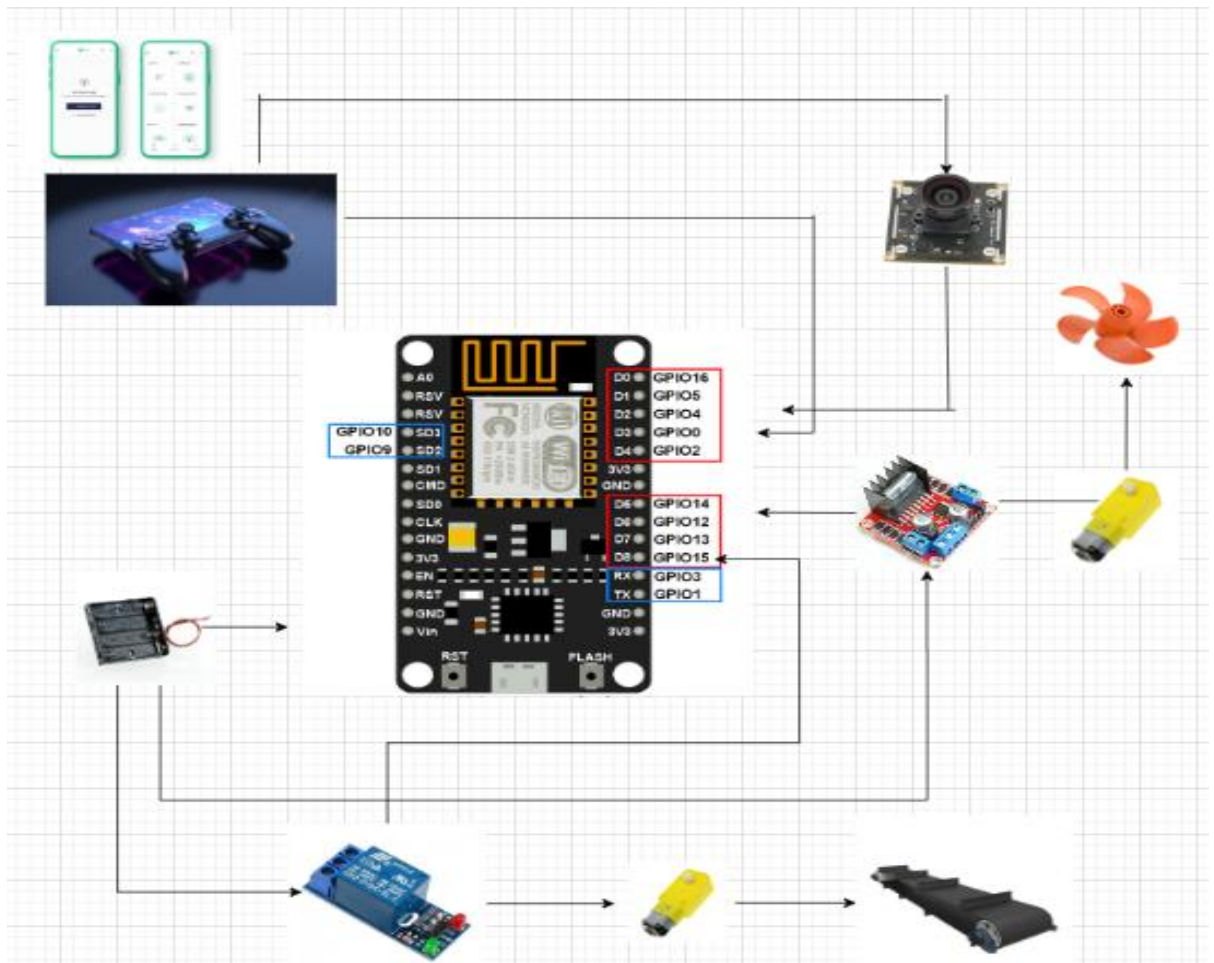 A0
RSV
RSV
GPIO10 SD3
GPIO9 SD2
SD1
CMD
SD0
CLK
GND
3V3
EN
RST
GND
Vin
D0 GPIO16
D1 GPIO5
D2 GPIO4
D3 GPIO0
D4 GPIO2
3V3
GND
D5 GPIO14
D6 GPIO12
D7 GPIO13
D8 GPIO15
RX GPIO3
TX GPIO1
GND
3V3
RST
FLASH
FC